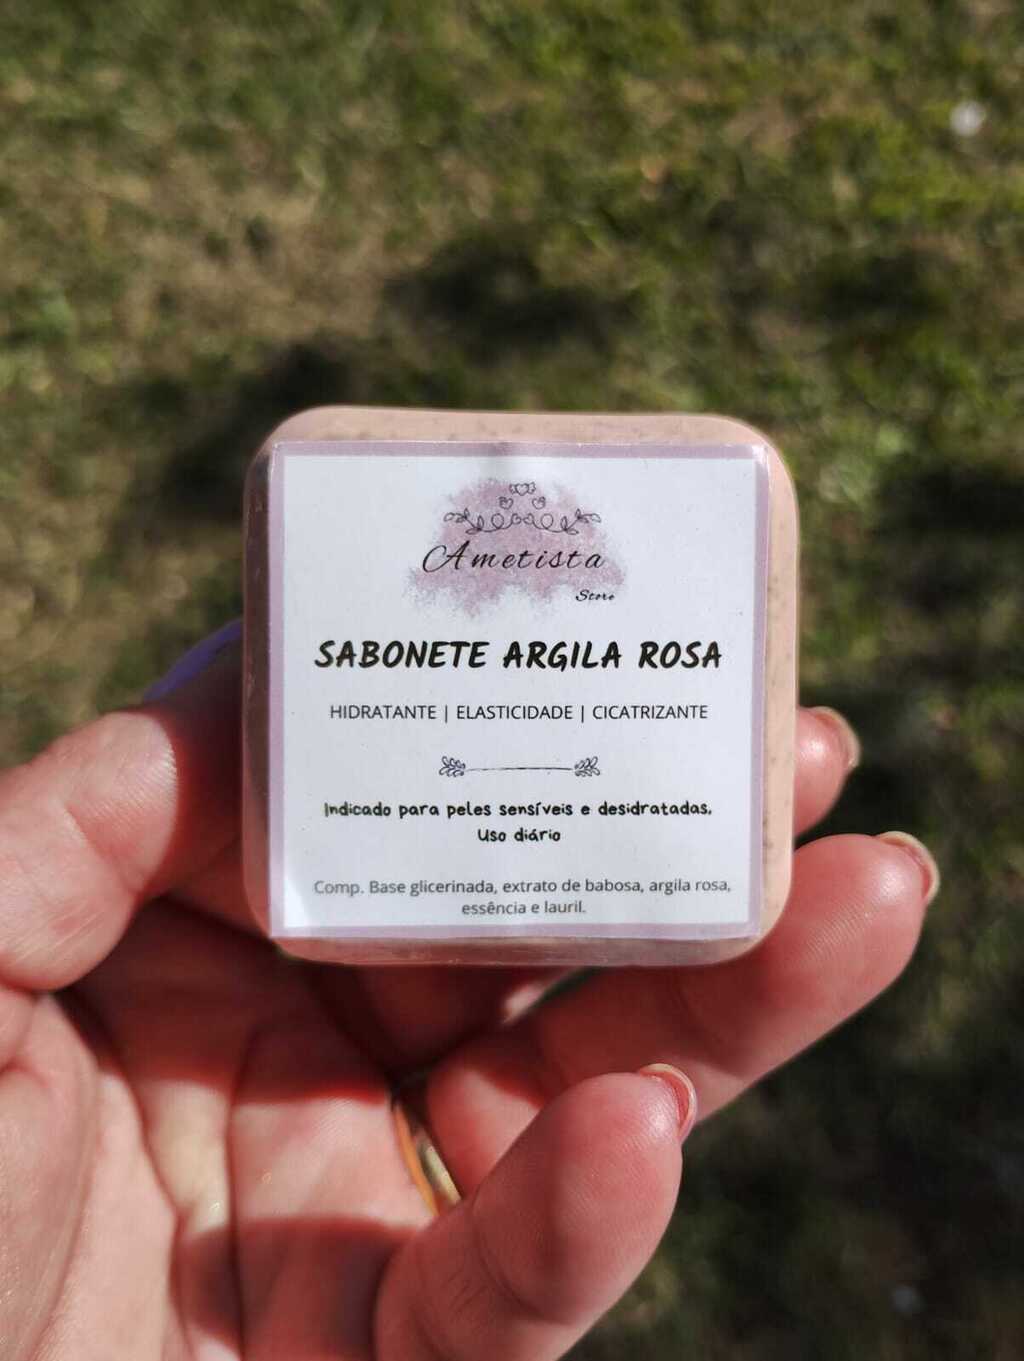 Ametista
Store
SABONETE ARGILA ROSA
HIDRATANTE | ELASTICIDADE | CICATRIZANTE
Indicado para peles sensíveis e desidratadas.
Uso diário
Comp. Base glicerinada, extrato de babosa, argila rosa,
essência e lauril.